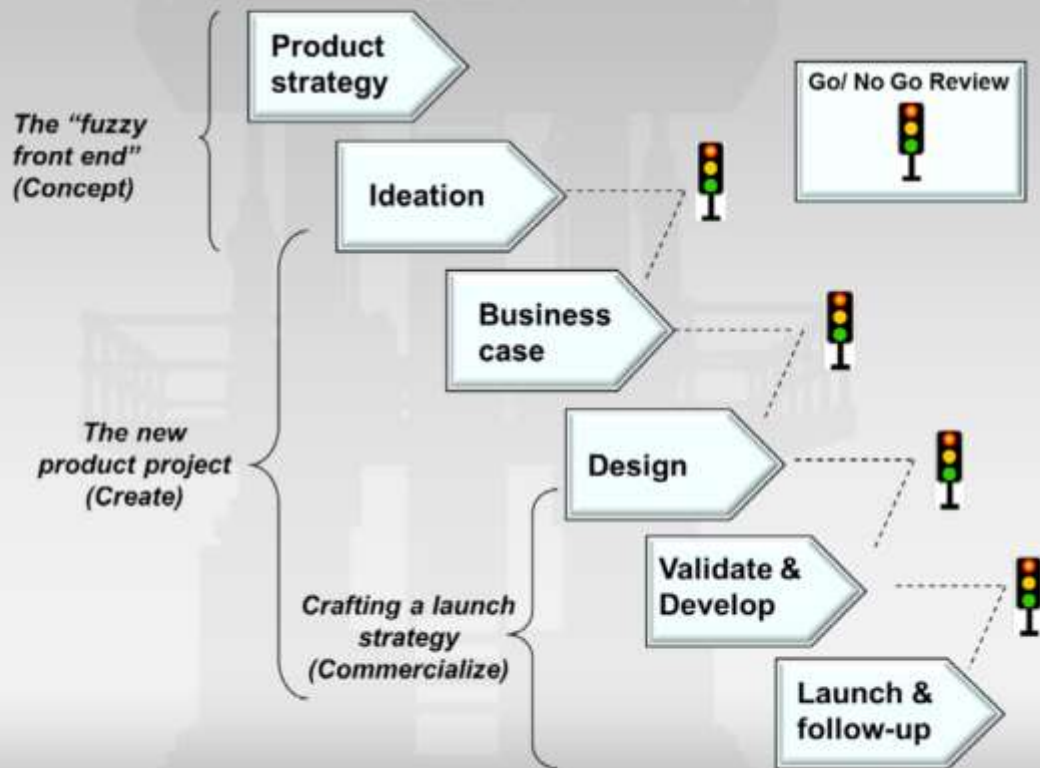 Product
strategy
Go/ No Go Review
The "fuzzy
front end"
(Concept)
Ideation
Business
case
The new
product project
(Create)
Design
Validate &
Develop
Crafting a launch
strategy
(Commercialize)
Launch &
follow-up